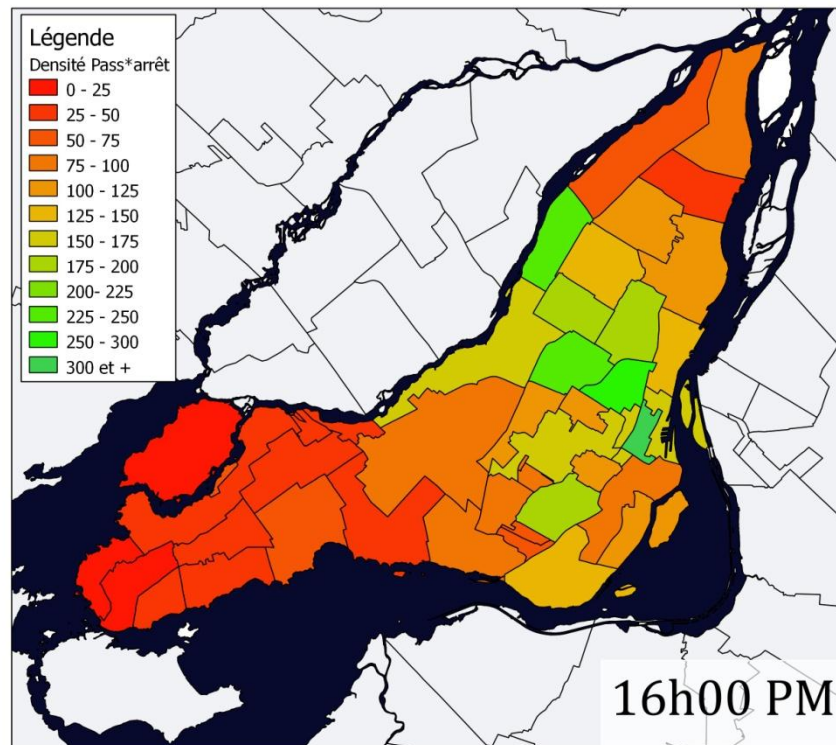 Légende
Densité Pass*arrêt
0 - 25
25 - 50
50 - 75
75 - 100
100 - 125
125 - 150
150 - 175
175 - 200
200- 225
225 - 250
250 - 300
300 et +
16h00 PM